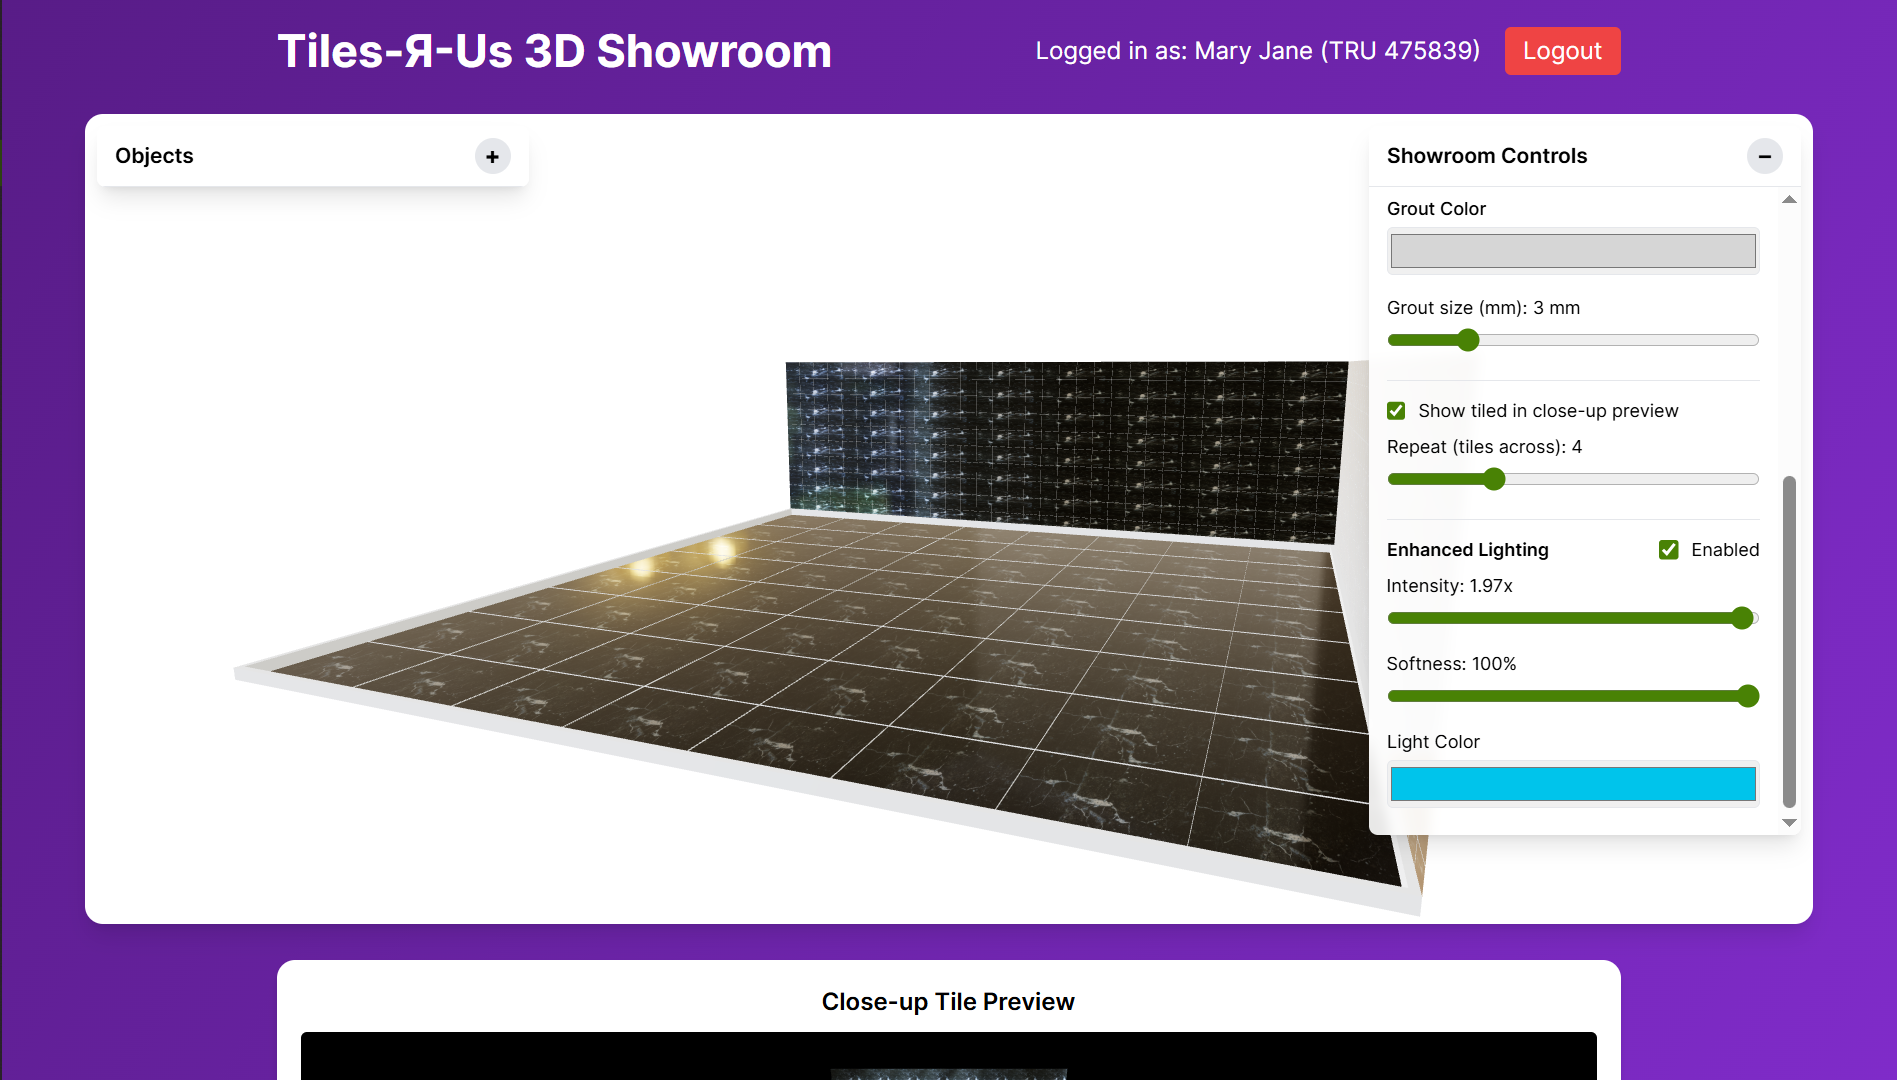 Tiles-Я-Us 3D Showroom
Logged in as: Mary Jane (TRU 475839)
Logout
Objects
+
Showroom Controls
−
Grout Color
Grout size (mm): 3 mm
Show tiled in close-up preview
Repeat (tiles across): 4
Enhanced Lighting
Enabled
Intensity: 1.97x
Softness: 100%
Light Color
Close-up Tile Preview